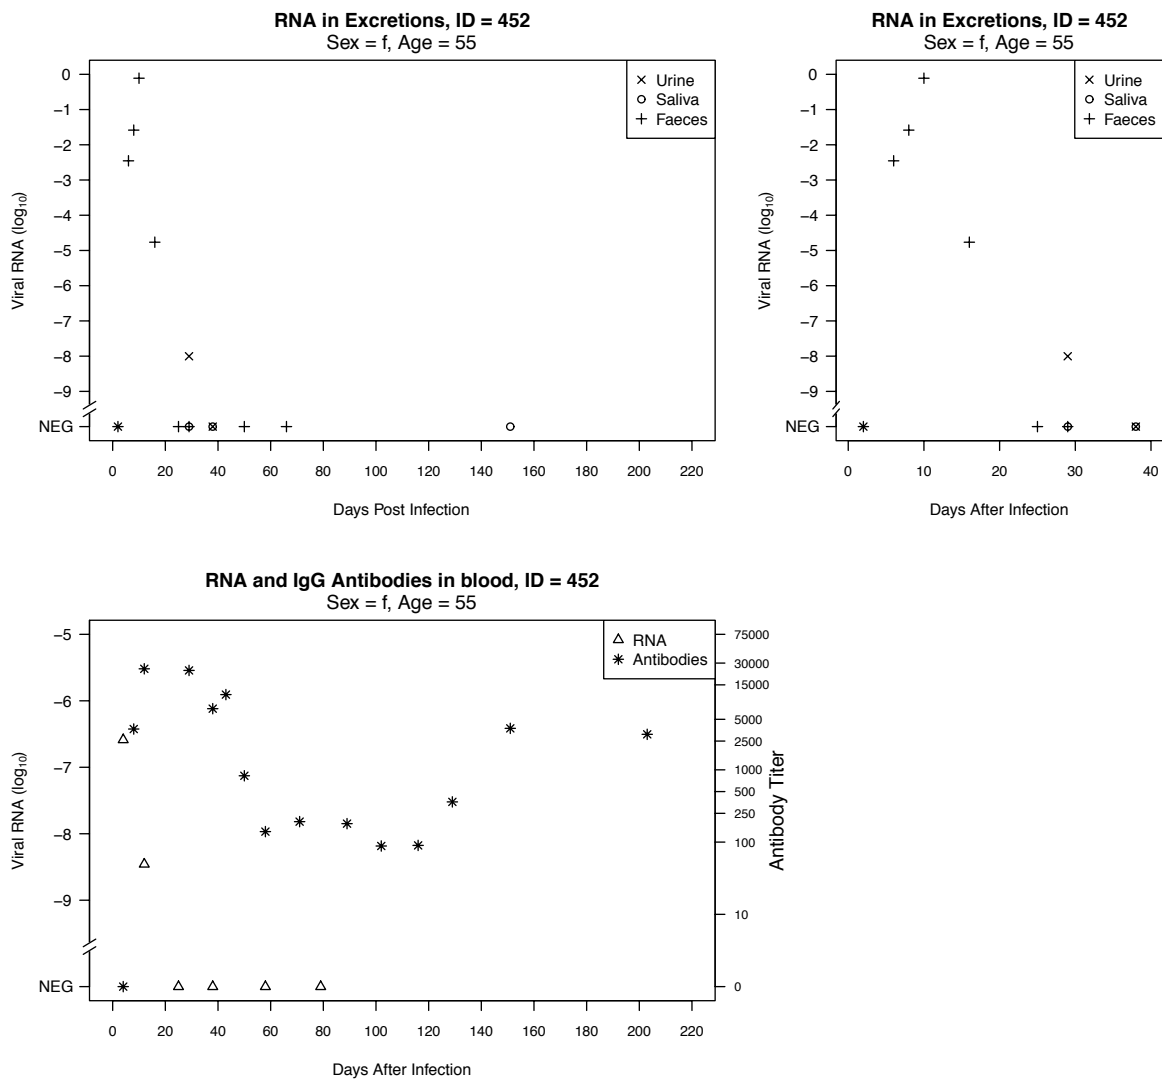 RNA in Excretions, ID = 452
Sex = f, Age = 55
Viral RNA (log10)
0
−1
−2
−3
−4
−5
−6
−7
−8
−9
NEG
Urine
Saliva
Faeces
0 20 40 60 80 100 120 140 160 180 200 220
Days Post Infection
RNA in Excretions, ID = 452
Sex = f, Age = 55
Viral RNA (log10)
0
−1
−2
−3
−4
−5
−6
−7
−8
−9
NEG
Urine
Saliva
Faeces
0 10 20 30 40
Days After Infection
RNA and IgG Antibodies in blood, ID = 452
Sex = f, Age = 55
Viral RNA (log10)
−5
−6
−7
−8
−9
NEG
RNA
Antibodies
75000
30000
15000
5000
2500
1000
500
250
100
10
0
Antibody Titer
0 20 40 60 80 100 120 140 160 180 200 220
Days After Infection